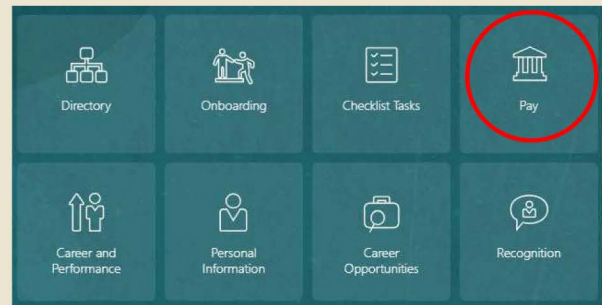 Directory
Onboarding
Checklist Tasks
Pay
Career and
Performance
Personal
Information
Career
Opportunities
Recognition